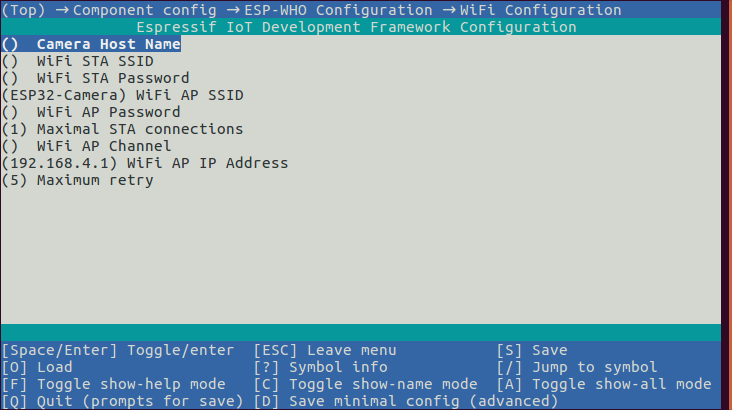 (Top) → Component config → ESP-WHO Configuration → WiFi Configuration
Espressif IoT Development Framework Configuration
() Camera Host Name
() WiFi STA SSID
() WiFi STA Password
(ESP32-Camera) WiFi AP SSID
() WiFi AP Password
(1) Maximal STA connections
() WiFi AP Channel
(192.168.4.1) WiFi AP IP Address
(5) Maximum retry
[Space/Enter] Toggle/enter [ESC] Leave menu [S] Save
[O] Load [?] Symbol info [/] Jump to symbol
[F] Toggle show-help mode [C] Toggle show-name mode [A] Toggle show-all mode
[Q] Quit (prompts for save) [D] Save minimal config (advanced)